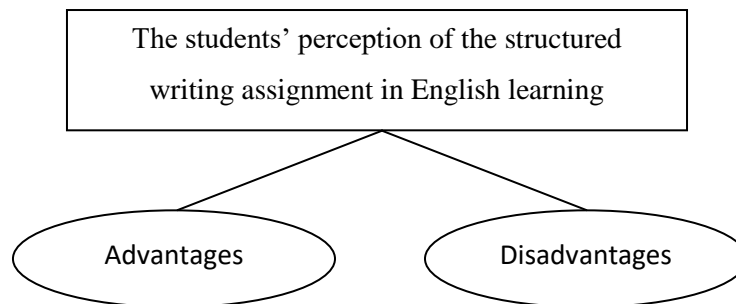 The students’ perception of the structured
writing assignment in English learning
Advantages
Disadvantages